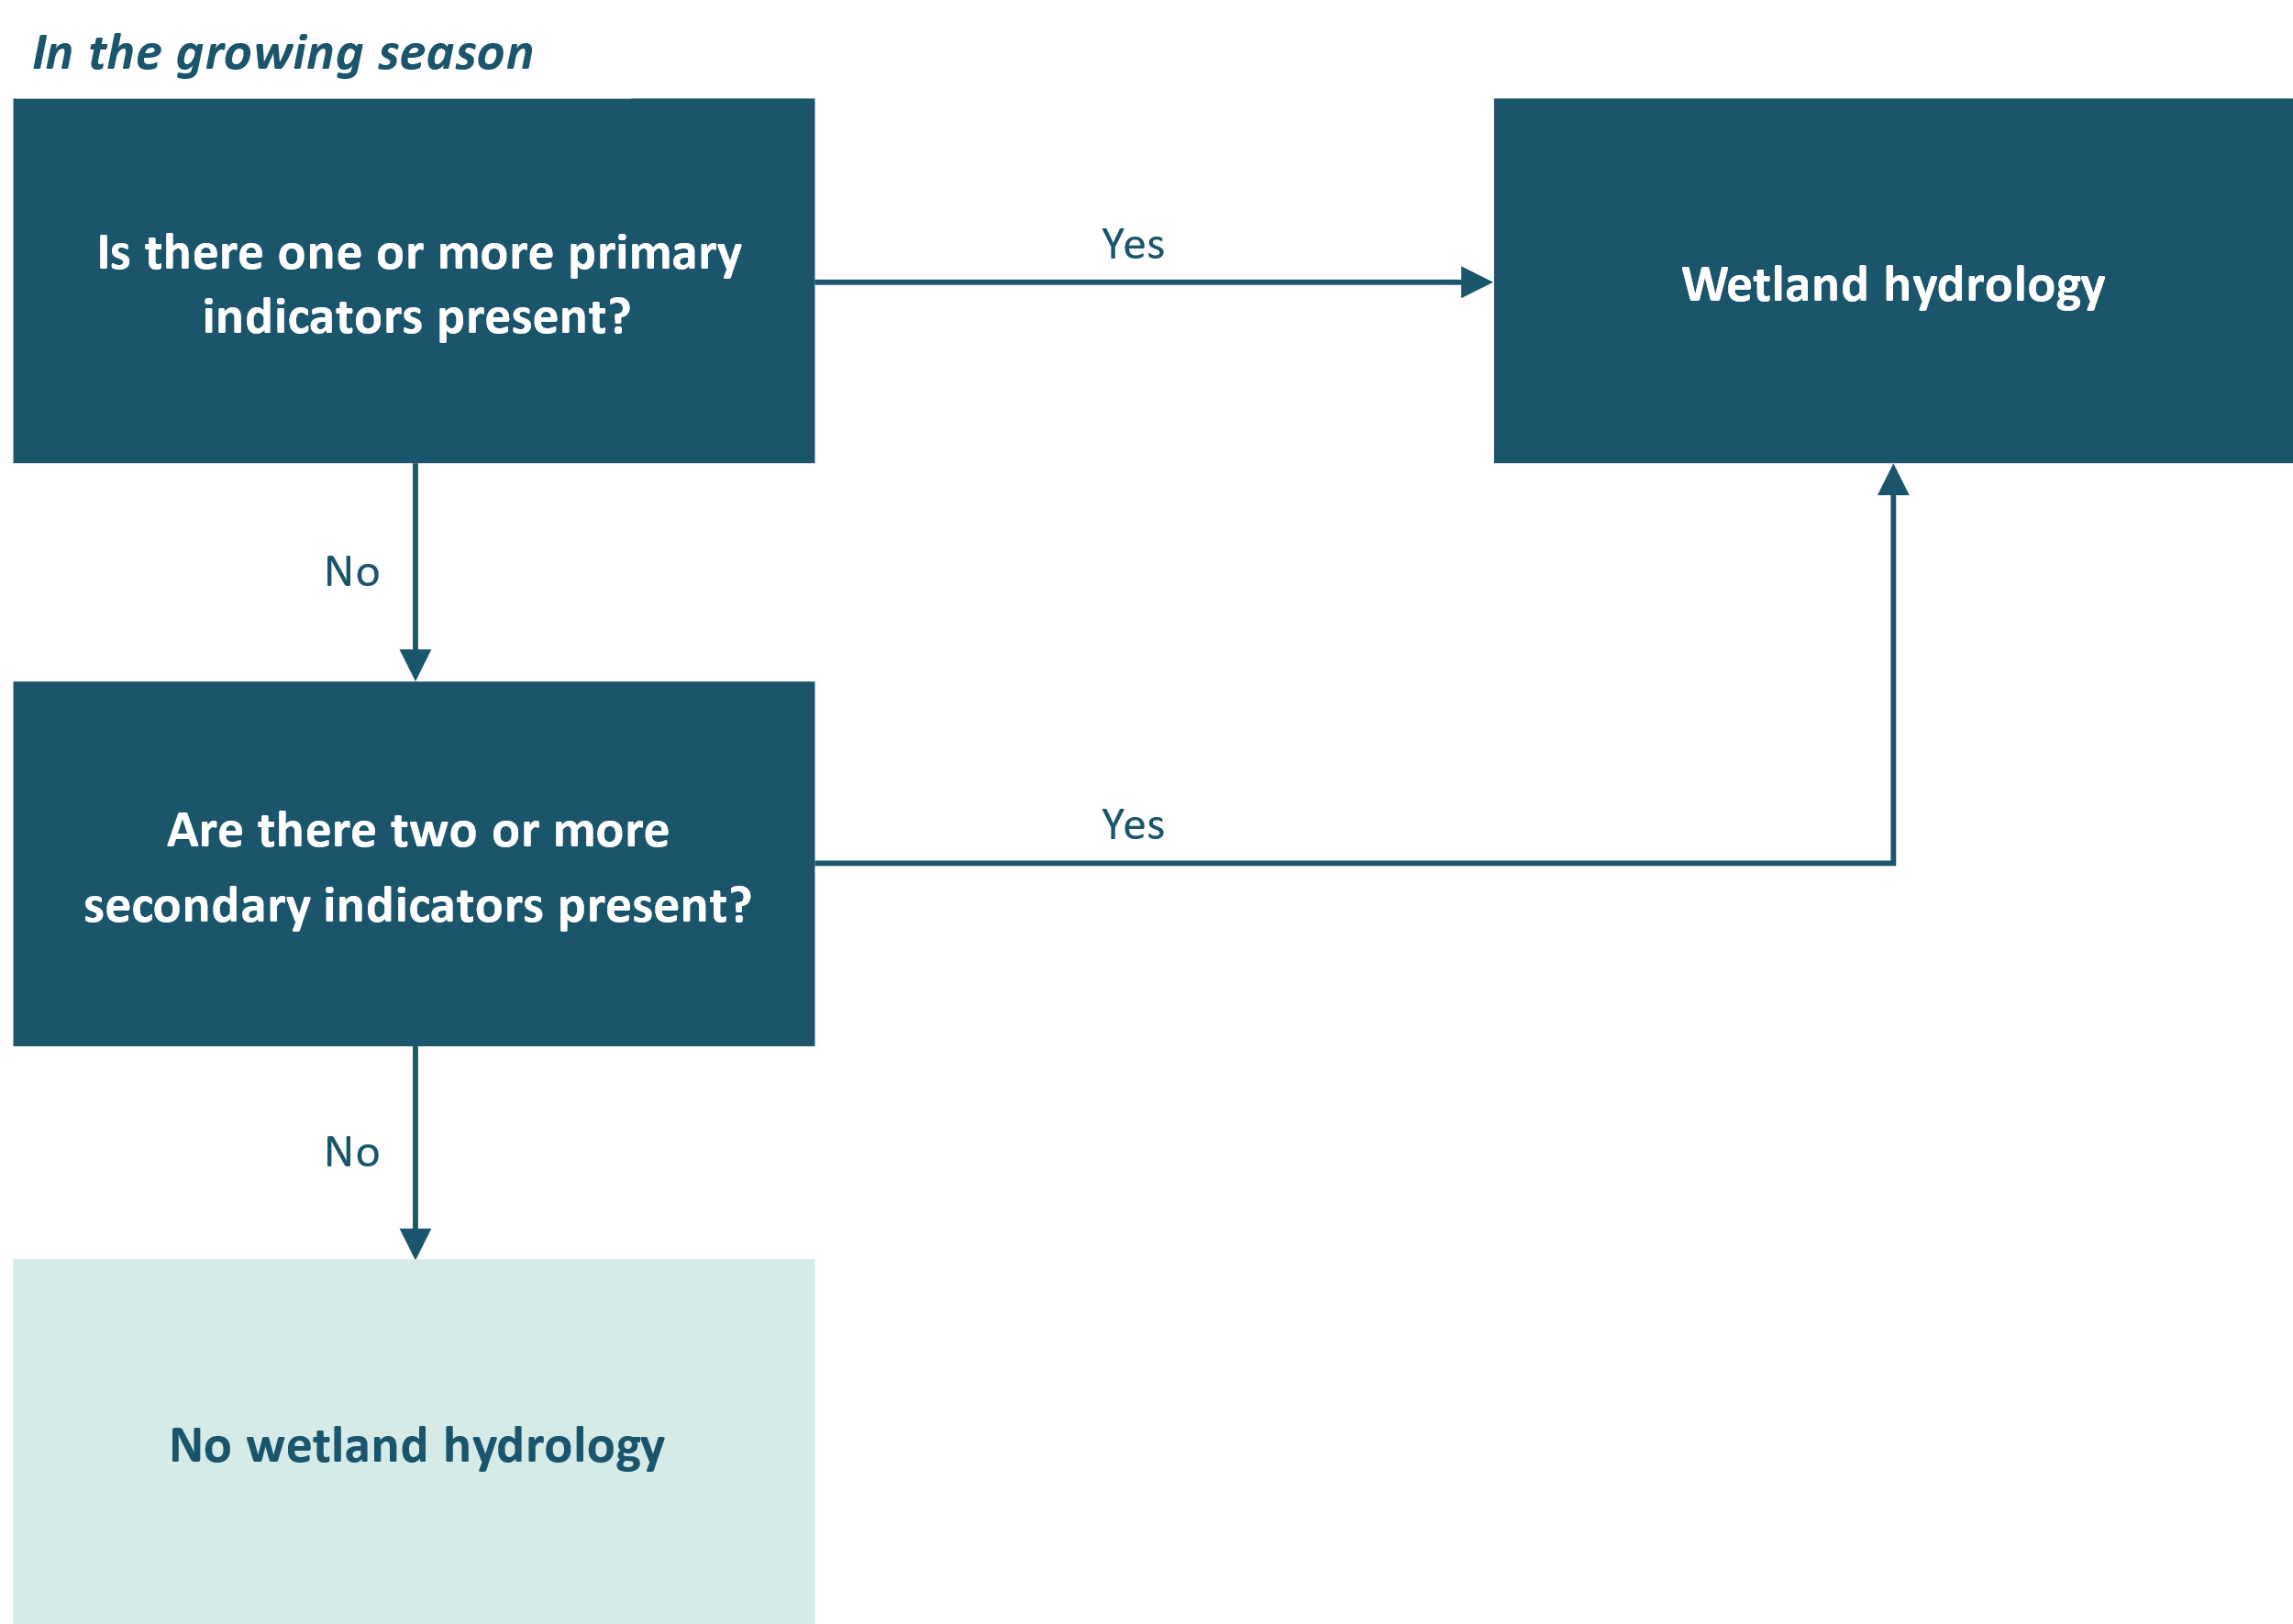 In the growing season
Is there one or more primary
indicators present?
Yes
Wetland hydrology
No
Are there two or more
secondary indicators present?
Yes
No
No wetland hydrology